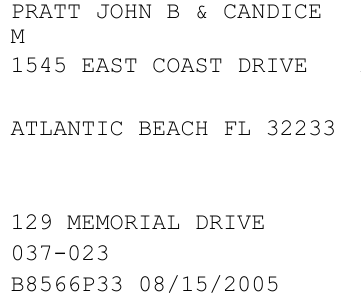 PRATT JOHN B & CANDICE
M
1545 EAST COAST DRIVE
ATLANTIC BEACH FL 32233
129 MEMORIAL DRIVE
037-023
B8566P33 08/15/2005